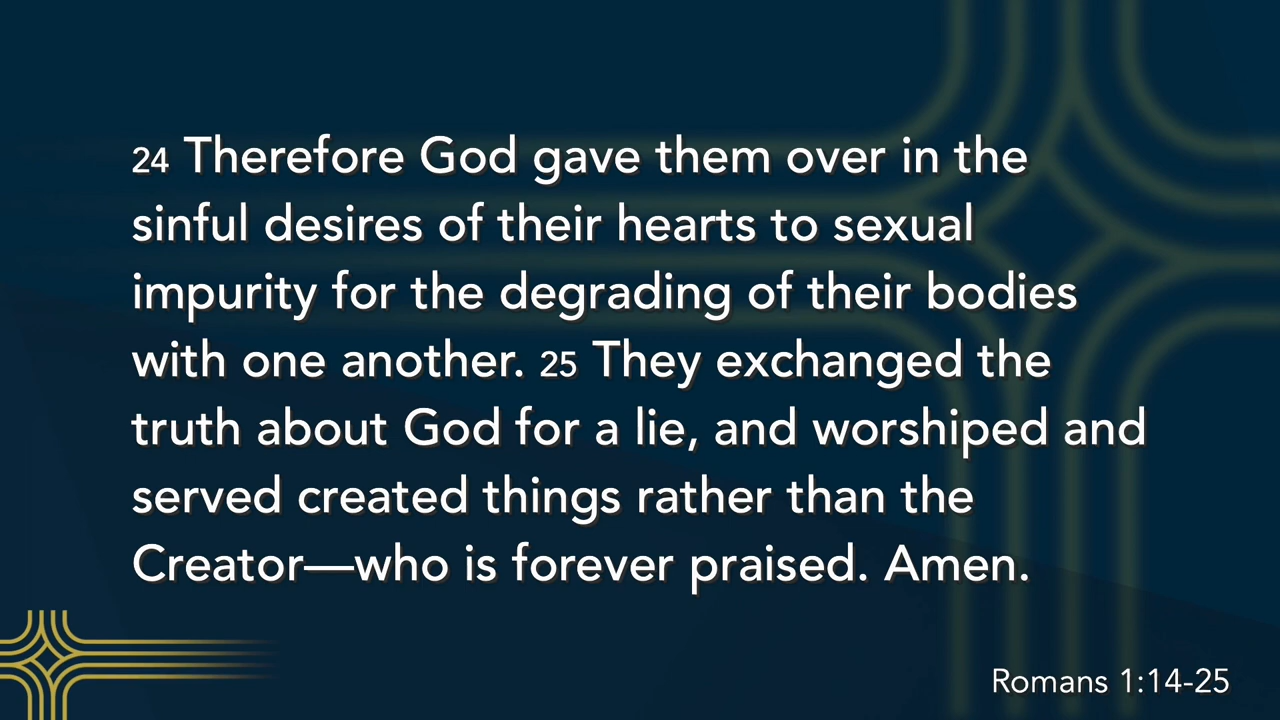 24 Therefore God gave them over in the
sinful desires of their hearts to sexual
impurity for the degrading of their bodies
with one another. 25 They exchanged the
truth about God for a lie, and worshiped and
served created things rather than the
Creator—who is forever praised. Amen.
Romans 1:14-25